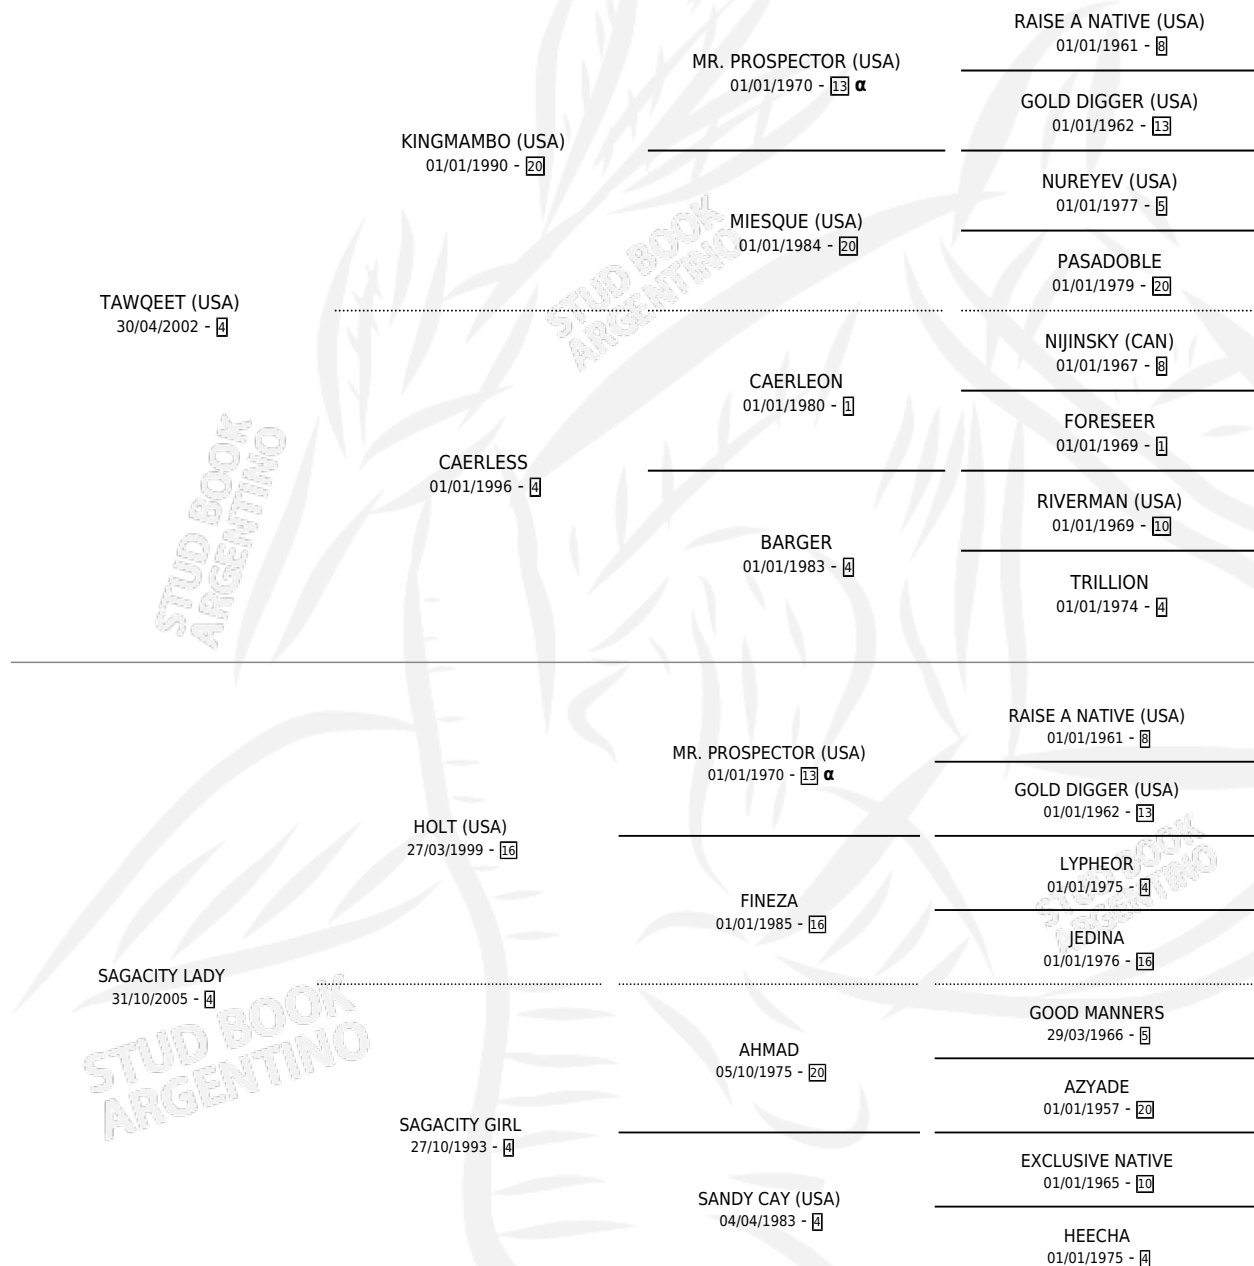 RAISE A NATIVE (USA)
01/01/1961 - 8
MR. PROSPECTOR (USA)
01/01/1970 - 13 α
GOLD DIGGER (USA)
01/01/1962 - 13
KINGMAMBO (USA)
01/01/1990 - 20
NUREYEV (USA)
01/01/1977 - 5
MIESQUE (USA)
01/01/1984 - 20
PASADOBLE
01/01/1979 - 20
TAWQEET (USA)
30/04/2002 - 4
NIJINSKY (CAN)
01/01/1967 - 8
CAERLEON
01/01/1980 - 1
FORESEER
01/01/1969 - 1
CAERLESS
01/01/1996 - 4
RIVERMAN (USA)
01/01/1969 - 10
BARGER
01/01/1983 - 4
TRILLION
01/01/1974 - 4
STUD BOOK
ARGENTINO
STUD BOOK
ARGENTINO
RAISE A NATIVE (USA)
01/01/1961 - 8
MR. PROSPECTOR (USA)
01/01/1970 - 13 α
GOLD DIGGER (USA)
01/01/1962 - 13
HOLT (USA)
27/03/1999 - 16
LYPHEOR
01/01/1975 - 4
FINEZA
01/01/1985 - 16
JEDINA
01/01/1976 - 16
SAGACITY LADY
31/10/2005 - 4
GOOD MANNERS
29/03/1966 - 5
AHMAD
05/10/1975 - 20
AZYADE
01/01/1957 - 20
SAGACITY GIRL
27/10/1993 - 4
EXCLUSIVE NATIVE
01/01/1965 - 10
SANDY CAY (USA)
04/04/1983 - 4
HEECHA
01/01/1975 - 4
STUD BOOK
ARGENTINO
STUD BOOK
ARGENTINO